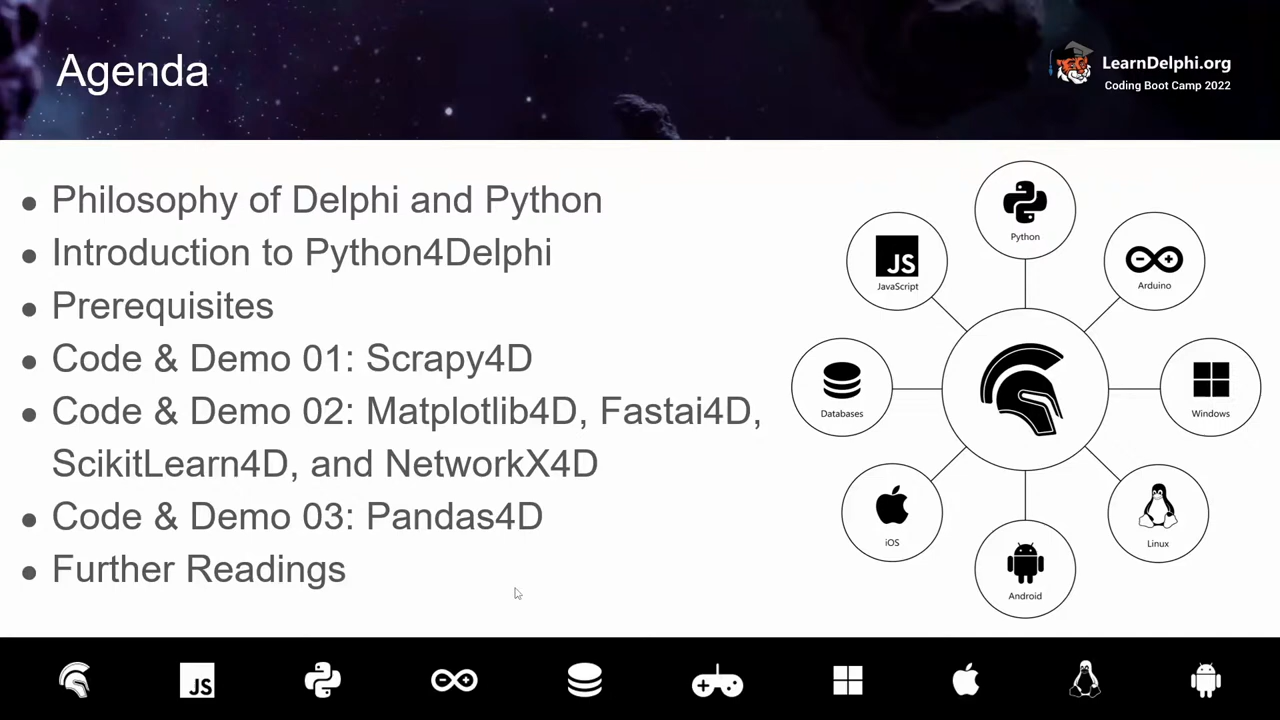 Agenda
LearnDelphi.org
Coding Boot Camp 2022
● Philosophy of Delphi and Python
● Introduction to Python4Delphi
● Prerequisites
● Code & Demo 01: Scrapy4D
● Code & Demo 02: Matplotlib4D, Fastai4D,
ScikitLearn4D, and NetworkX4D
● Code & Demo 03: Pandas4D
● Further Readings
Python
JS
JavaScript
Arduino
Databases
Windows
iOS
Linux
Android
JS